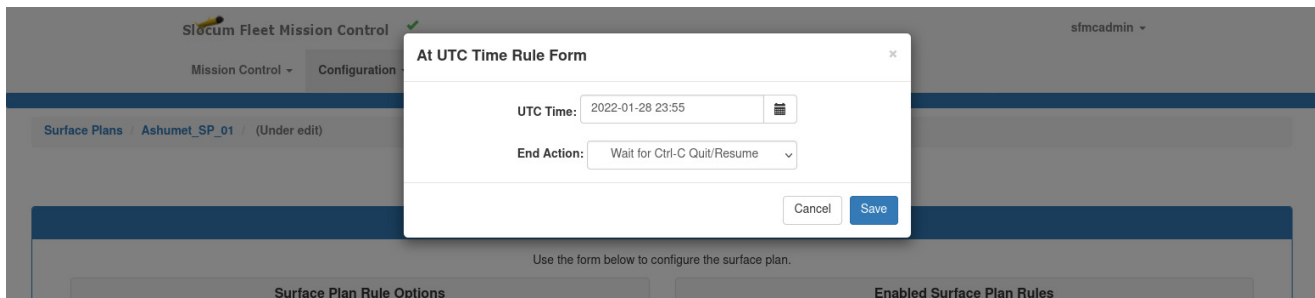 Slocum Fleet Mission Control
sfmcadmin
Mission Control
Configuration
At UTC Time Rule Form
×
UTC Time: 2022-01-28 23:55
End Action: Wait for Ctrl-C Quit/Resume
Cancel Save
Surface Plans / Ashumet_SP_01 / (Under edit)
Use the form below to configure the surface plan.
Surface Plan Rule Options
Enabled Surface Plan Rules